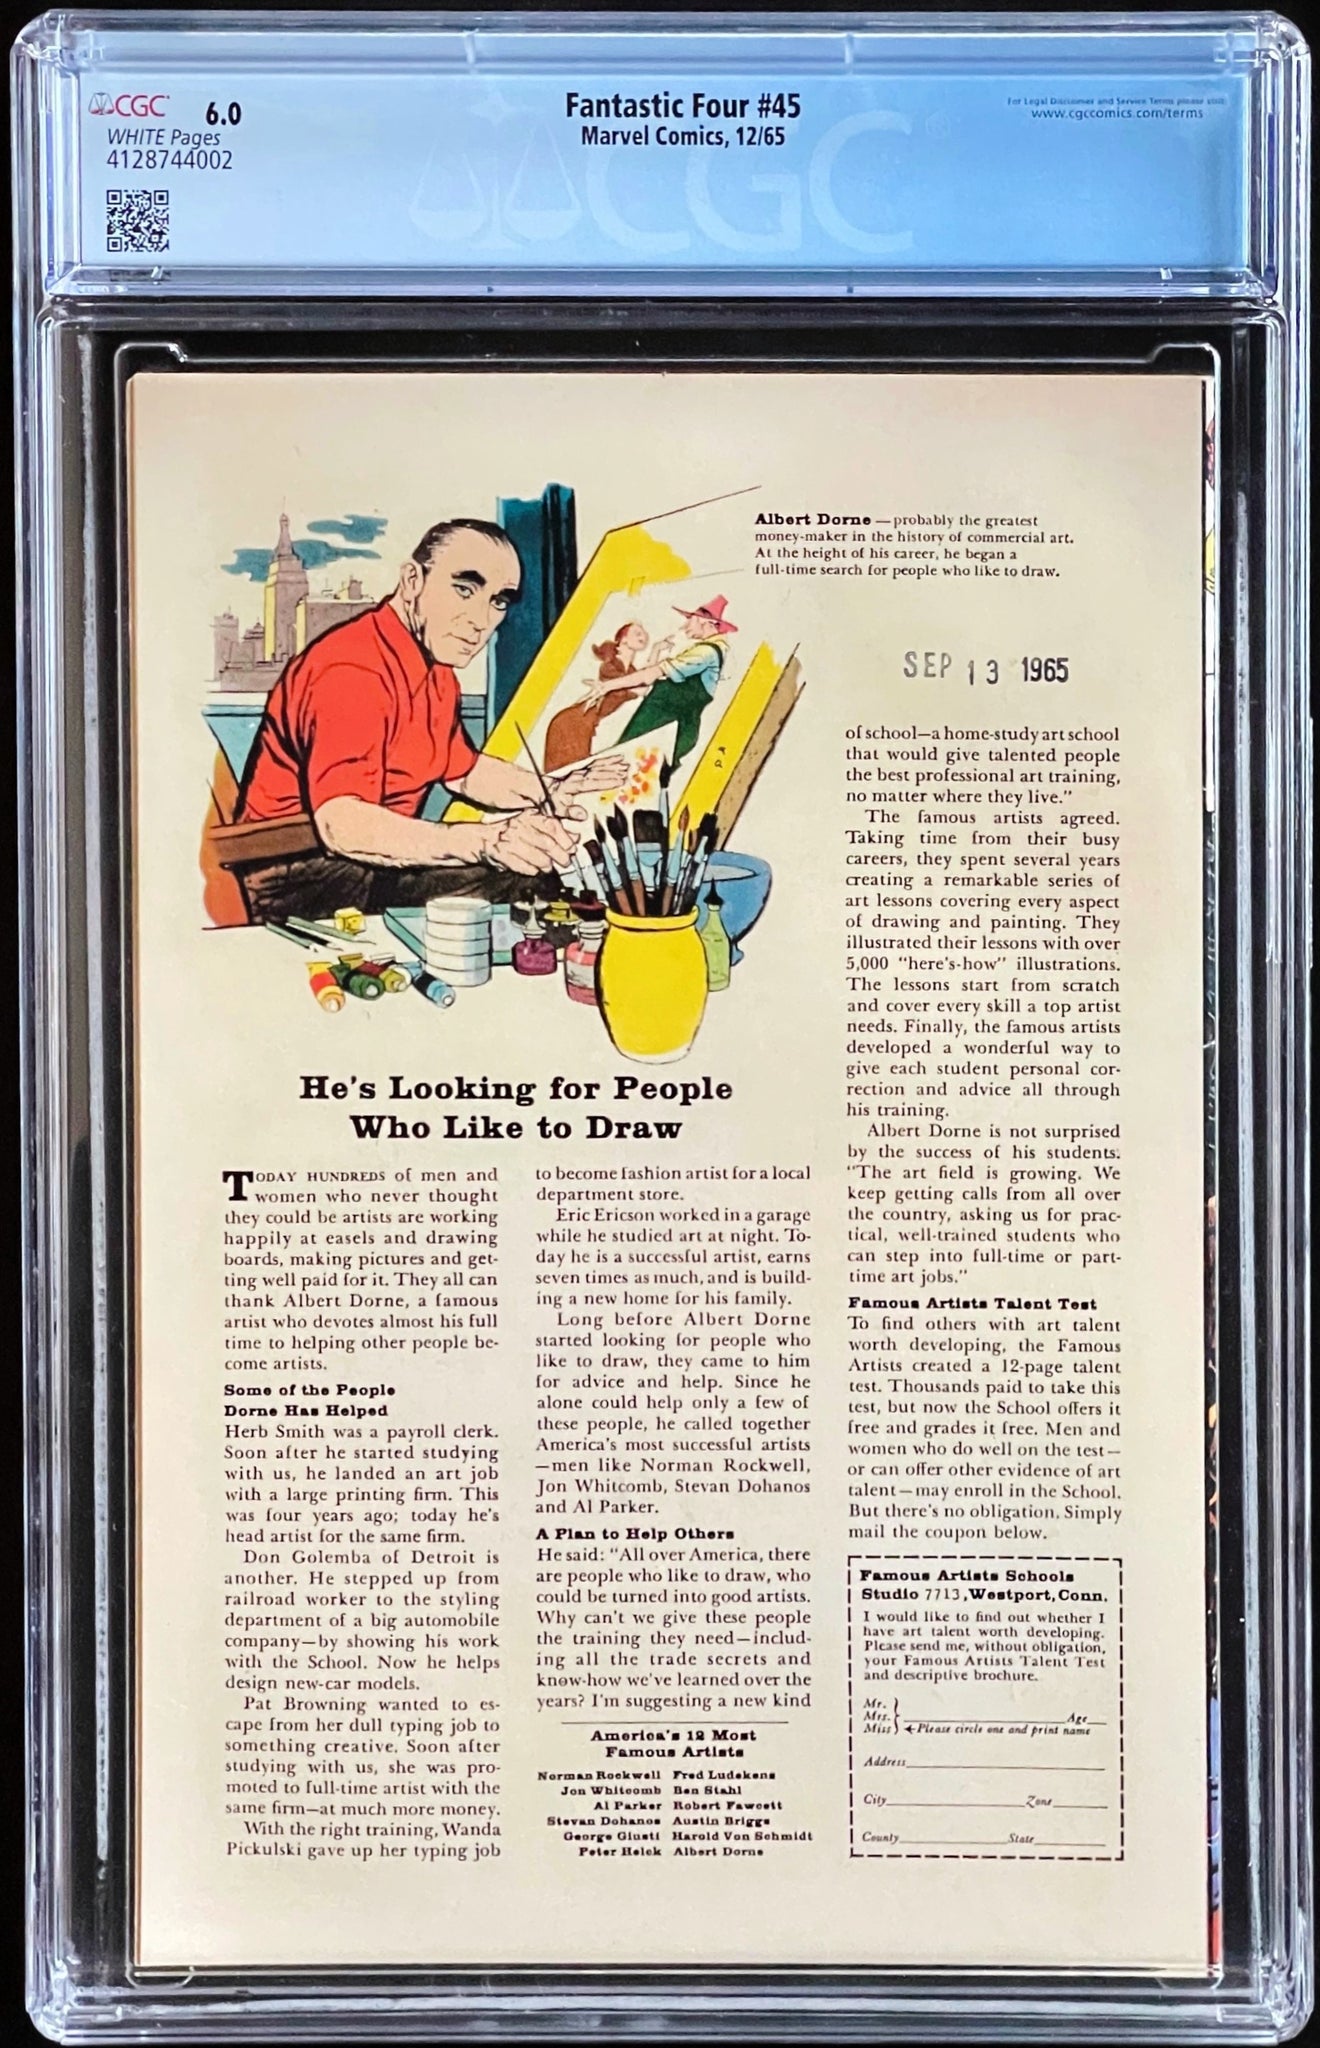 CGC
6.0
WHITE Pages
4128744002
Fantastic Four #45
Marvel Comics, 12/65
For Legal Disclaimer and Service Terms please visit
www.cgccomics.com/terms
CGC
Albert Dorne — probably the greatest
money-maker in the history of commercial art.
At the height of his career, he began a
full-time search for people who like to draw.
SEP 13 1965
He's Looking for People
Who Like to Draw
TODAY HUNDREDS of men and
women who never thought
they could be artists are working
happily at easels and drawing
boards, making pictures and get-
ting well paid for it. They all can
thank Albert Dorne, a famous
artist who devotes almost his full
time to helping other people be-
come artists.
Some of the People
Dorne Has Helped
Herb Smith was a payroll clerk.
Soon after he started studying
with us, he landed an art job
with a large printing firm. This
was four years ago; today he's
head artist for the same firm.
Don Golemba of Detroit is
another. He stepped up from
railroad worker to the styling
department of a big automobile
company—by showing his work
with the School. Now he helps
design new-car models.
Pat Browning wanted to es-
cape from her dull typing job to
something creative. Soon after
studying with us, she was pro-
moted to full-time artist with the
same firm—at much more money.
With the right training, Wanda
Pickulski gave up her typing job
to become fashion artist for a local
department store.
Eric Ericson worked in a garage
while he studied art at night. To-
day he is a successful artist, earns
seven times as much, and is build-
ing a new home for his family.
Long before Albert Dorne
started looking for people who
like to draw, they came to him
for advice and help. Since he
alone could help only a few of
these people, he called together
America's most successful artists
—men like Norman Rockwell,
Jon Whitcomb, Stevan Dohanos
and Al Parker.
A Plan to Help Others
He said: "All over America, there
are people who like to draw, who
could be turned into good artists.
Why can't we give these people
the training they need—includ-
ing all the trade secrets and
know-how we've learned over the
years? I'm suggesting a new kind
America's 12 Most
Famous Artists
Norman Rockwell Fred Ludekens
Jon Whitcomb Ben Stahl
Al Parker Robert Fawcett
Stevan Dohanos Austin Briggs
George Giusti Harold Von Schmidt
Peter Helck Albert Dorne
of school—a home-study art school
that would give talented people
the best professional art training,
no matter where they live."
The famous artists agreed.
Taking time from their busy
careers, they spent several years
creating a remarkable series of
art lessons covering every aspect
of drawing and painting. They
illustrated their lessons with over
5,000 "here's-how" illustrations.
The lessons start from scratch
and cover every skill a top artist
needs. Finally, the famous artists
developed a wonderful way to
give each student personal cor-
rection and advice all through
his training.
Albert Dorne is not surprised
by the success of his students.
"The art field is growing. We
keep getting calls from all over
the country, asking us for prac-
tical, well-trained students who
can step into full-time or part-
time art jobs."
Famous Artists Talent Test
To find others with art talent
worth developing, the Famous
Artists created a 12-page talent
test. Thousands paid to take this
test, but now the School offers it
free and grades it free. Men and
women who do well on the test—
or can offer other evidence of art
talent—may enroll in the School.
But there's no obligation. Simply
mail the coupon below.
Famous Artists Schools
Studio 7713, Westport, Conn.
I would like to find out whether I
have art talent worth developing.
Please send me, without obligation,
your Famous Artists Talent Test
and descriptive brochure.
Mr.
Mrs. Age
Miss Please circle one and print name
Address
City Zone
County State